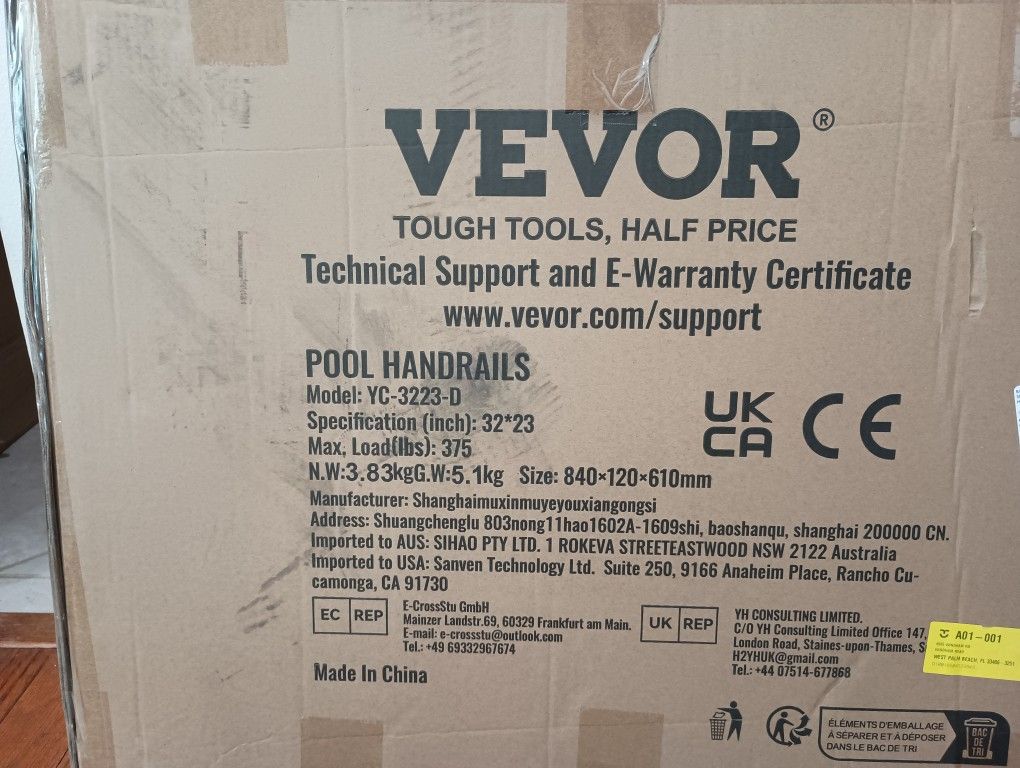 VEVOR®
TOUGH TOOLS, HALF PRICE
Technical Support and E-Warranty Certificate
www.vevor.com/support
POOL HANDRAILS
Model: YC-3223-D
Specification (inch): 32*23
Max, Load(lbs): 375
N.W:3.83kgG.W:5.1kg Size: 840×120×610mm
UK
CA
CE
Manufacturer: Shanghaimuxinmuyeyouxiangongsi
Address: Shuangchenglu 803nong11hao1602A-1609shi, baoshanqu, shanghai 200000 CN.
Imported to AUS: SIHAO PTY LTD. 1 ROKEVA STREETEASTWOOD NSW 2122 Australia
Imported to USA: Sanven Technology Ltd. Suite 250, 9166 Anaheim Place, Rancho Cu-
camonga, CA 91730
EC REP
E-CrossStu GmbH
Mainzer Landstr.69, 60329 Frankfurt am Main.
E-mail: e-crossstu@outlook.com
Tel.: +49 69332967674
UK REP
YH CONSULTING LIMITED.
C/O YH Consulting Limited Office 147,
London Road, Staines-upon-Thames, S
H2YHUK@gmail.com
Tel.: +44 07514-677868
A01-001
WEST PALM BEACH, FL
Made In China
ÉLÉMENTS D'EMBALLAGE
À SÉPARER ET À DÉPOSER
DANS LE BAC DE TRI
BAC
DE
TRI